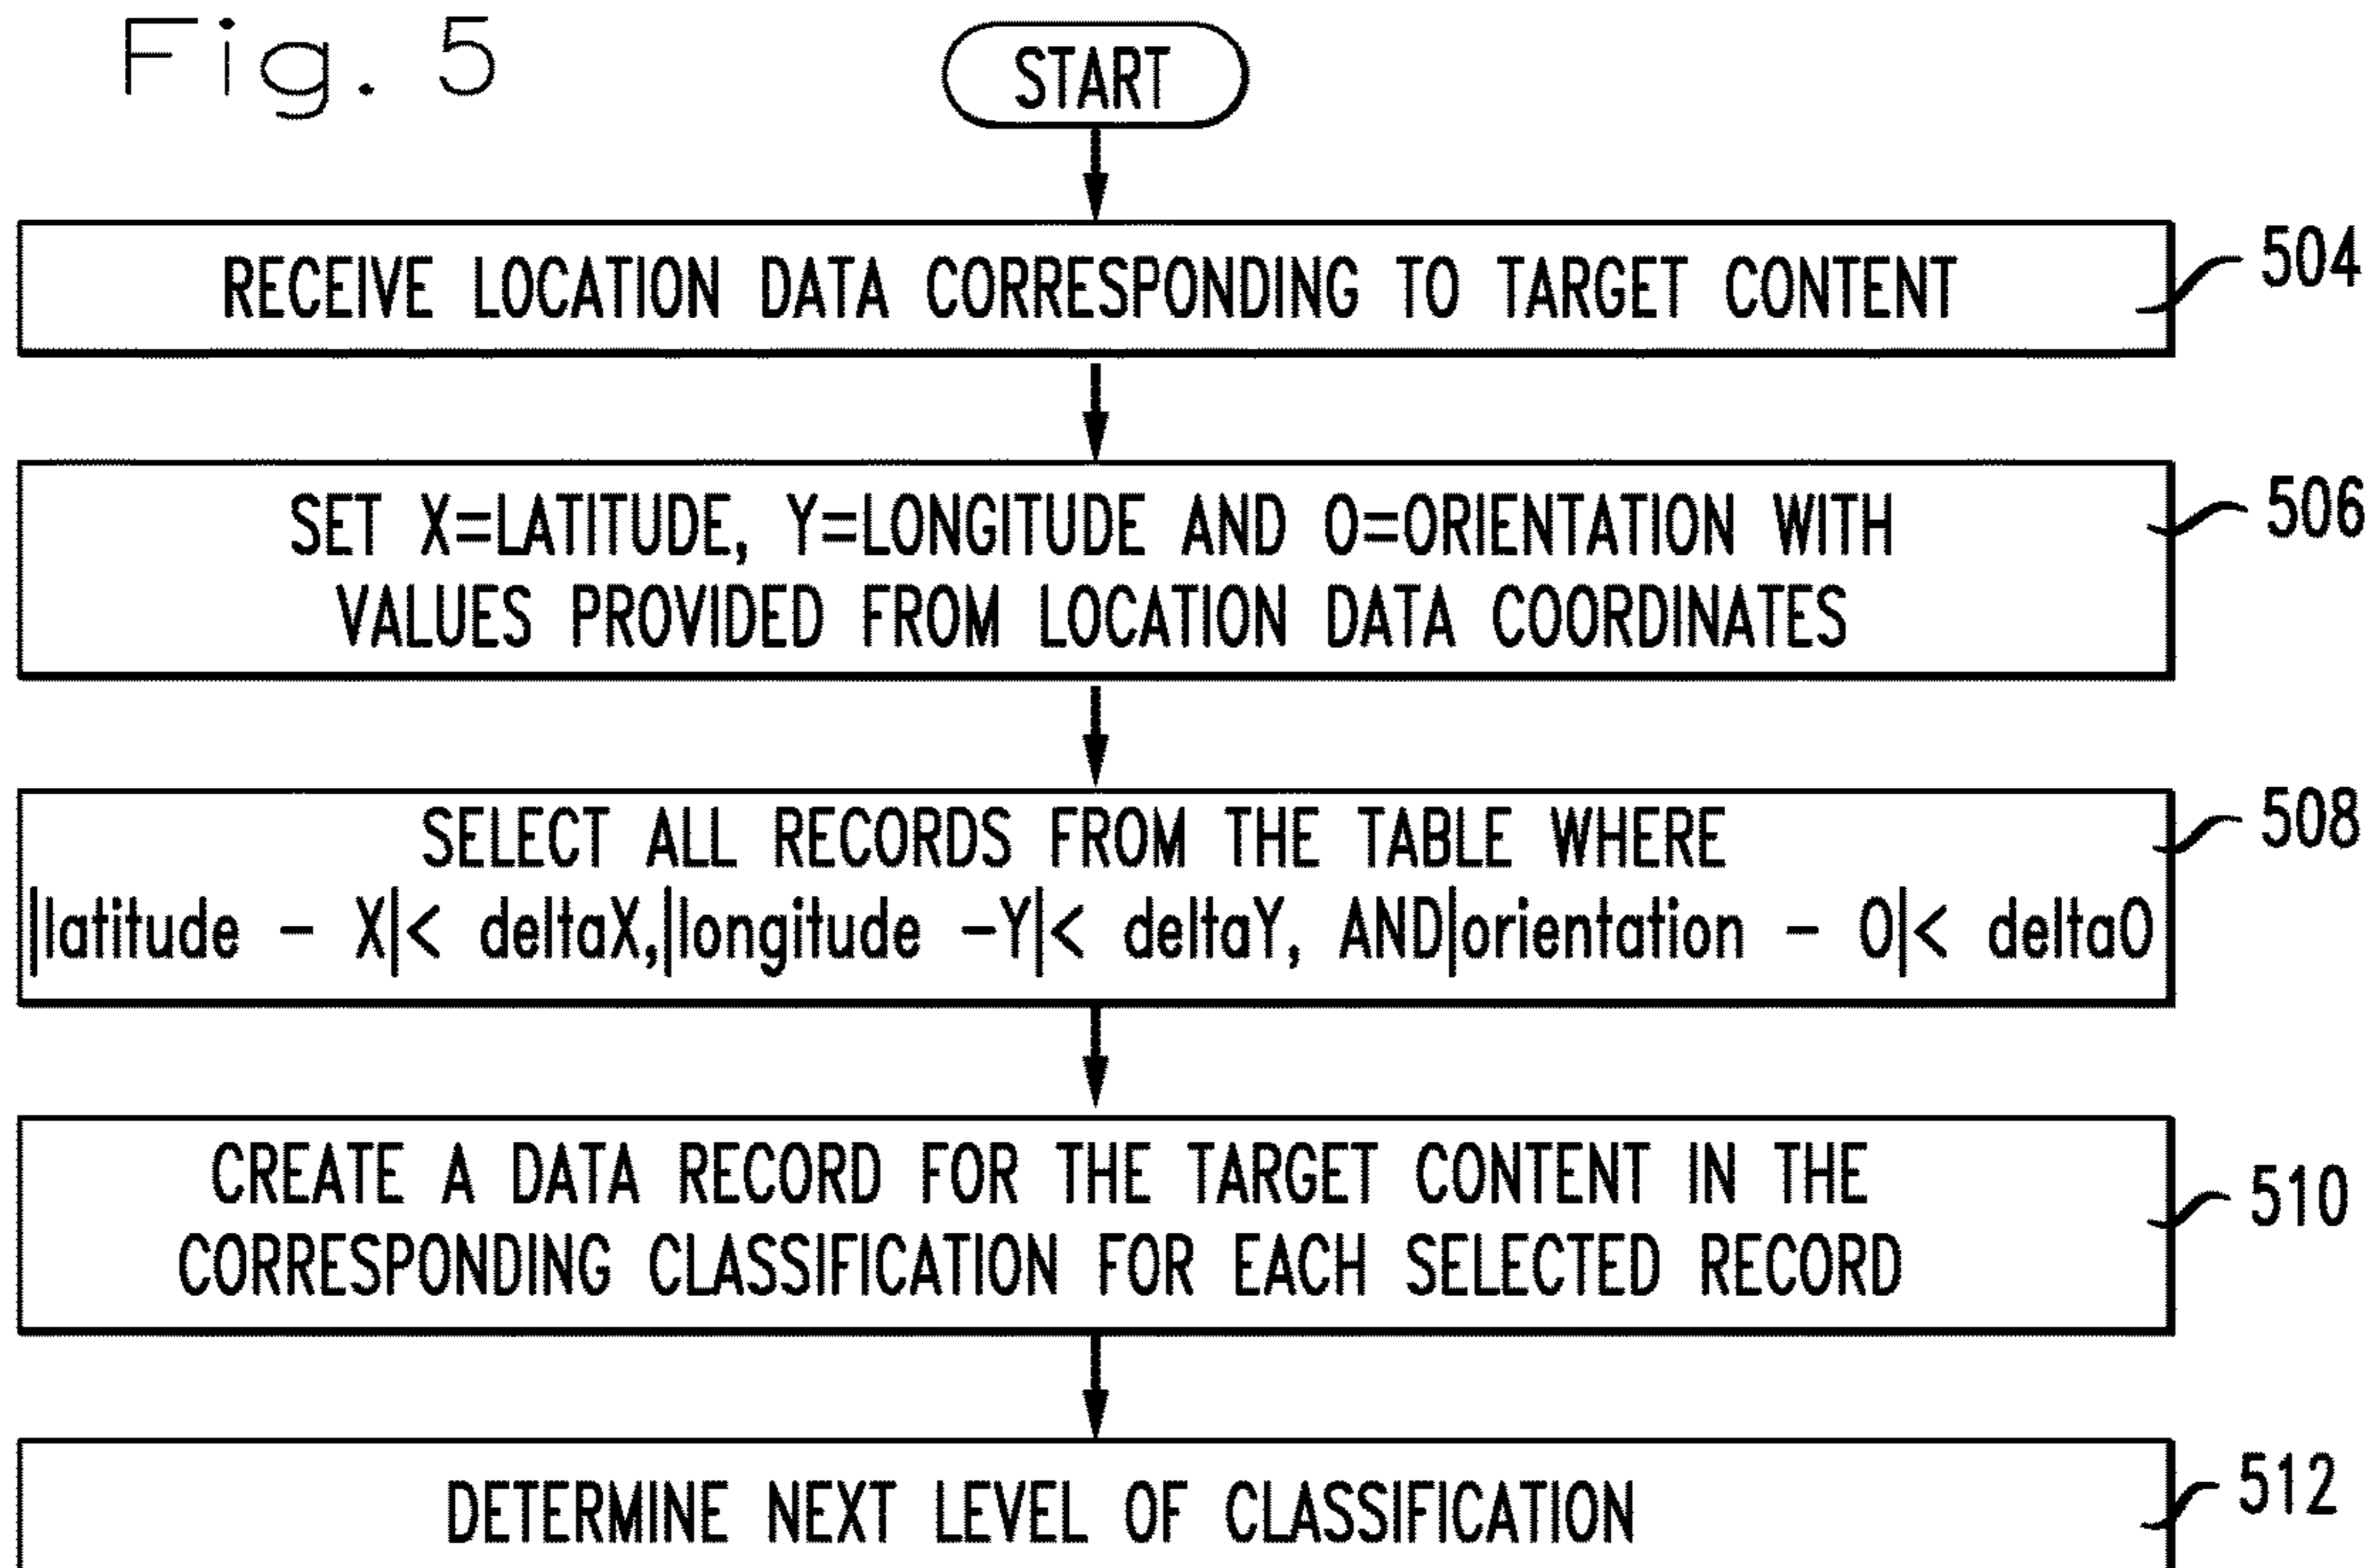 Fig. 5
START
RECEIVE LOCATION DATA CORRESPONDING TO TARGET CONTENT
504
SET X=LATITUDE, Y=LONGITUDE AND O=ORIENTATION WITH
VALUES PROVIDED FROM LOCATION DATA COORDINATES
506
SELECT ALL RECORDS FROM THE TABLE WHERE
|latitude - X|< deltaX,|longitude -Y|< deltaY, AND|orientation - O|< deltaO
508
CREATE A DATA RECORD FOR THE TARGET CONTENT IN THE
CORRESPONDING CLASSIFICATION FOR EACH SELECTED RECORD
510
DETERMINE NEXT LEVEL OF CLASSIFICATION
512